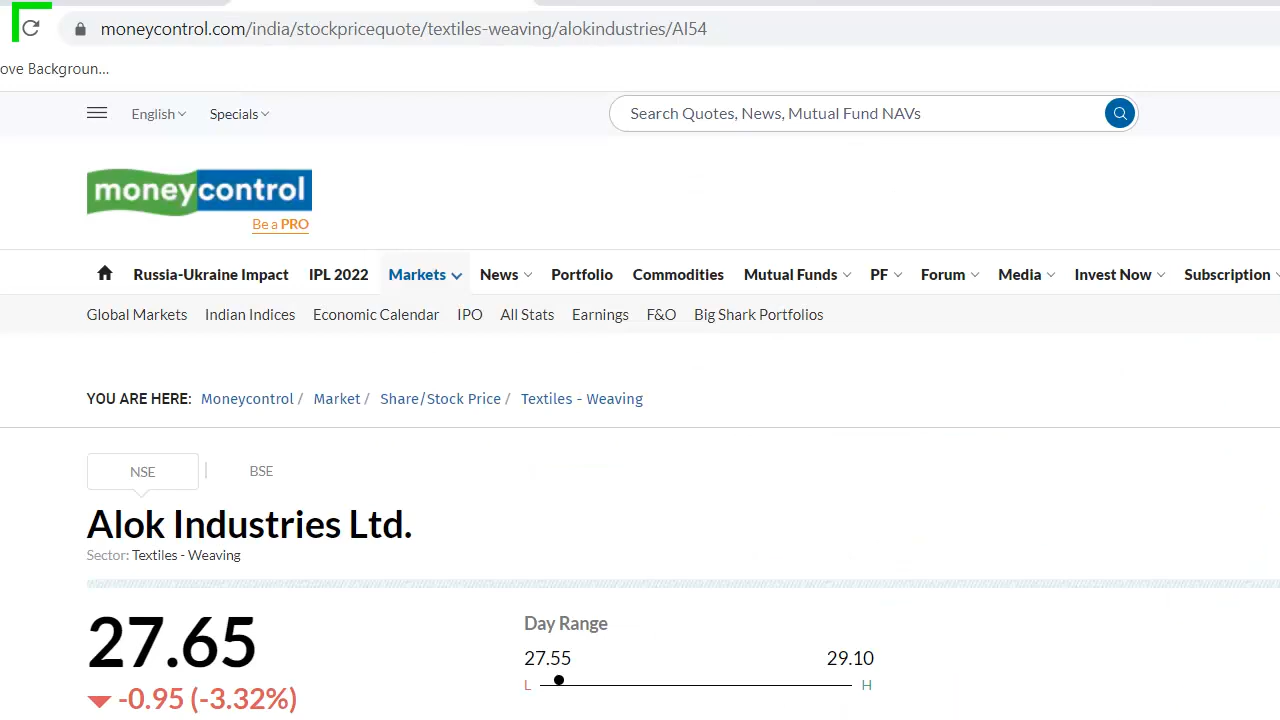 moneycontrol.com/india/stockpricequote/textiles-weaving/alokindustries/AI54
ove Backgroun...
English Specials Search Quotes, News, Mutual Fund NAVs
moneycontrol
Be a PRO
Russia-Ukraine Impact IPL 2022 Markets News Portfolio Commodities Mutual Funds PF Forum Media Invest Now Subscription
Global Markets Indian Indices Economic Calendar IPO All Stats Earnings F&O Big Shark Portfolios
YOU ARE HERE: Moneycontrol / Market / Share/Stock Price / Textiles - Weaving
NSE | BSE
Alok Industries Ltd.
Sector: Textiles - Weaving
27.65
-0.95 (-3.32%)
Day Range
27.55 29.10
L H